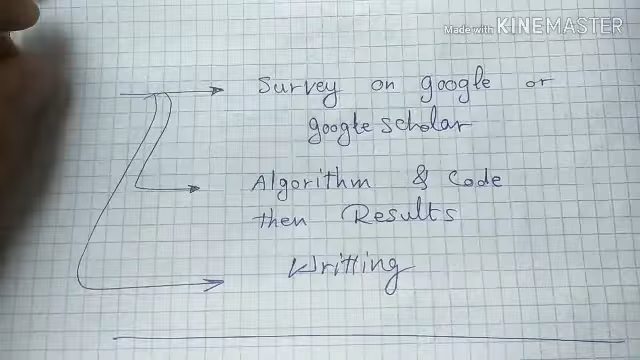 Made with KINEMASTER
Survey on google or
google scholar
Algorithm & Code
then Results
Writting